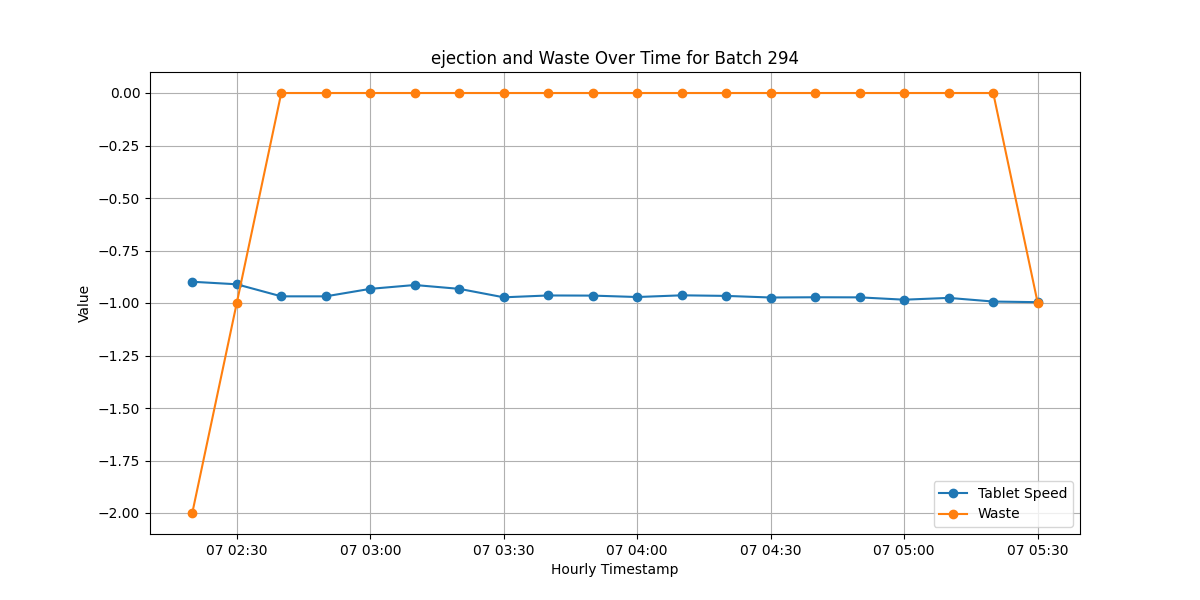 ejection and Waste Over Time for Batch 294
0.00
−0.25
−0.50
−0.75
−1.00
−1.25
−1.50
−1.75
−2.00
Value
Tablet Speed
Waste
07 02:30 07 03:00 07 03:30 07 04:00 07 04:30 07 05:00 07 05:30
Hourly Timestamp